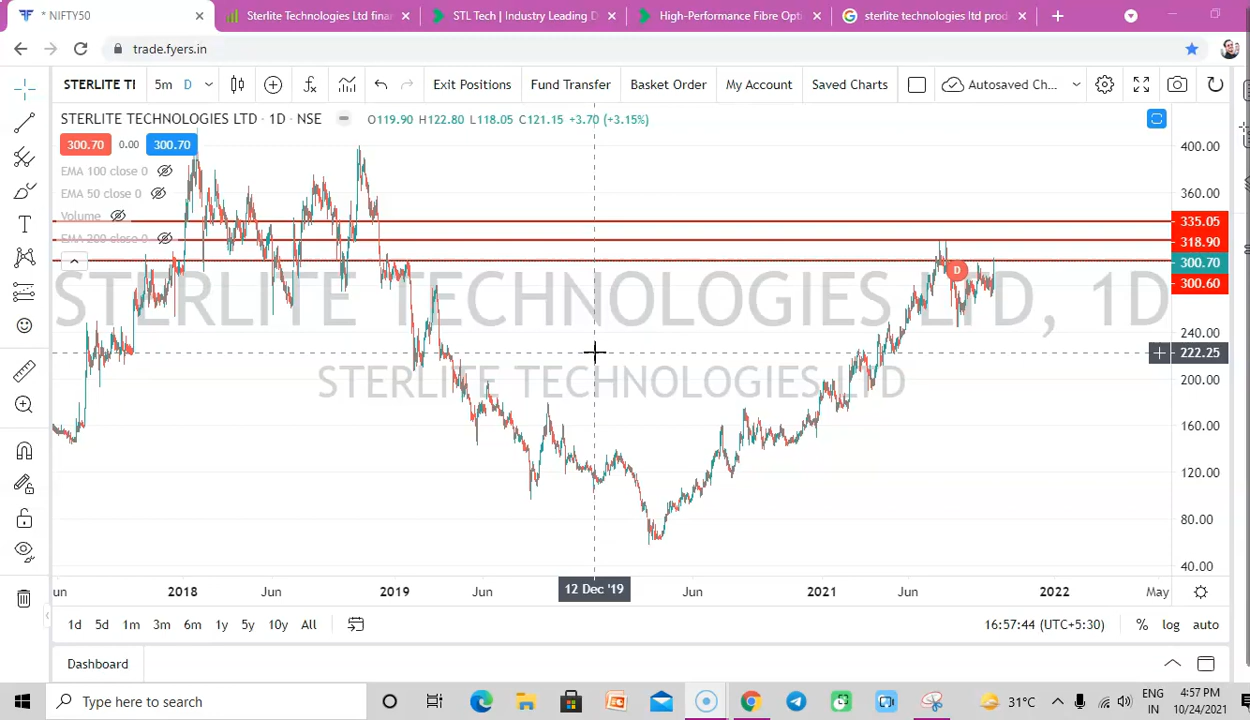 * NIFTY50
Sterlite Technologies Ltd finan
STL Tech | Industry Leading D
High-Performance Fibre Opti
sterlite technologies ltd prod
trade.fyers.in
STERLITE TI
5m
D
Exit Positions
Fund Transfer
Basket Order
My Account
Saved Charts
Autosaved Ch...
STERLITE TECHNOLOGIES LTD · 1D · NSE
O119.90 H122.80 L118.05 C121.15 +3.70 (+3.15%)
300.70
0.00
300.70
EMA 100 close 0
EMA 50 close 0
Volume
EMA 200 close 0
STERLITE TECHNOLOGIES LTD, 1D
STERLITE TECHNOLOGIES LTD
D
400.00
360.00
335.05
318.90
300.70
300.60
240.00
222.25
200.00
160.00
120.00
80.00
40.00
un
2018
Jun
2019
Jun
12 Dec '19
Jun
2021
Jun
2022
May
1d
5d
1m
3m
6m
1y
5y
10y
All
16:57:44 (UTC+5:30)
%
log
auto
Dashboard
Type here to search
31°C
ENG
IN
4:57 PM
10/24/2021